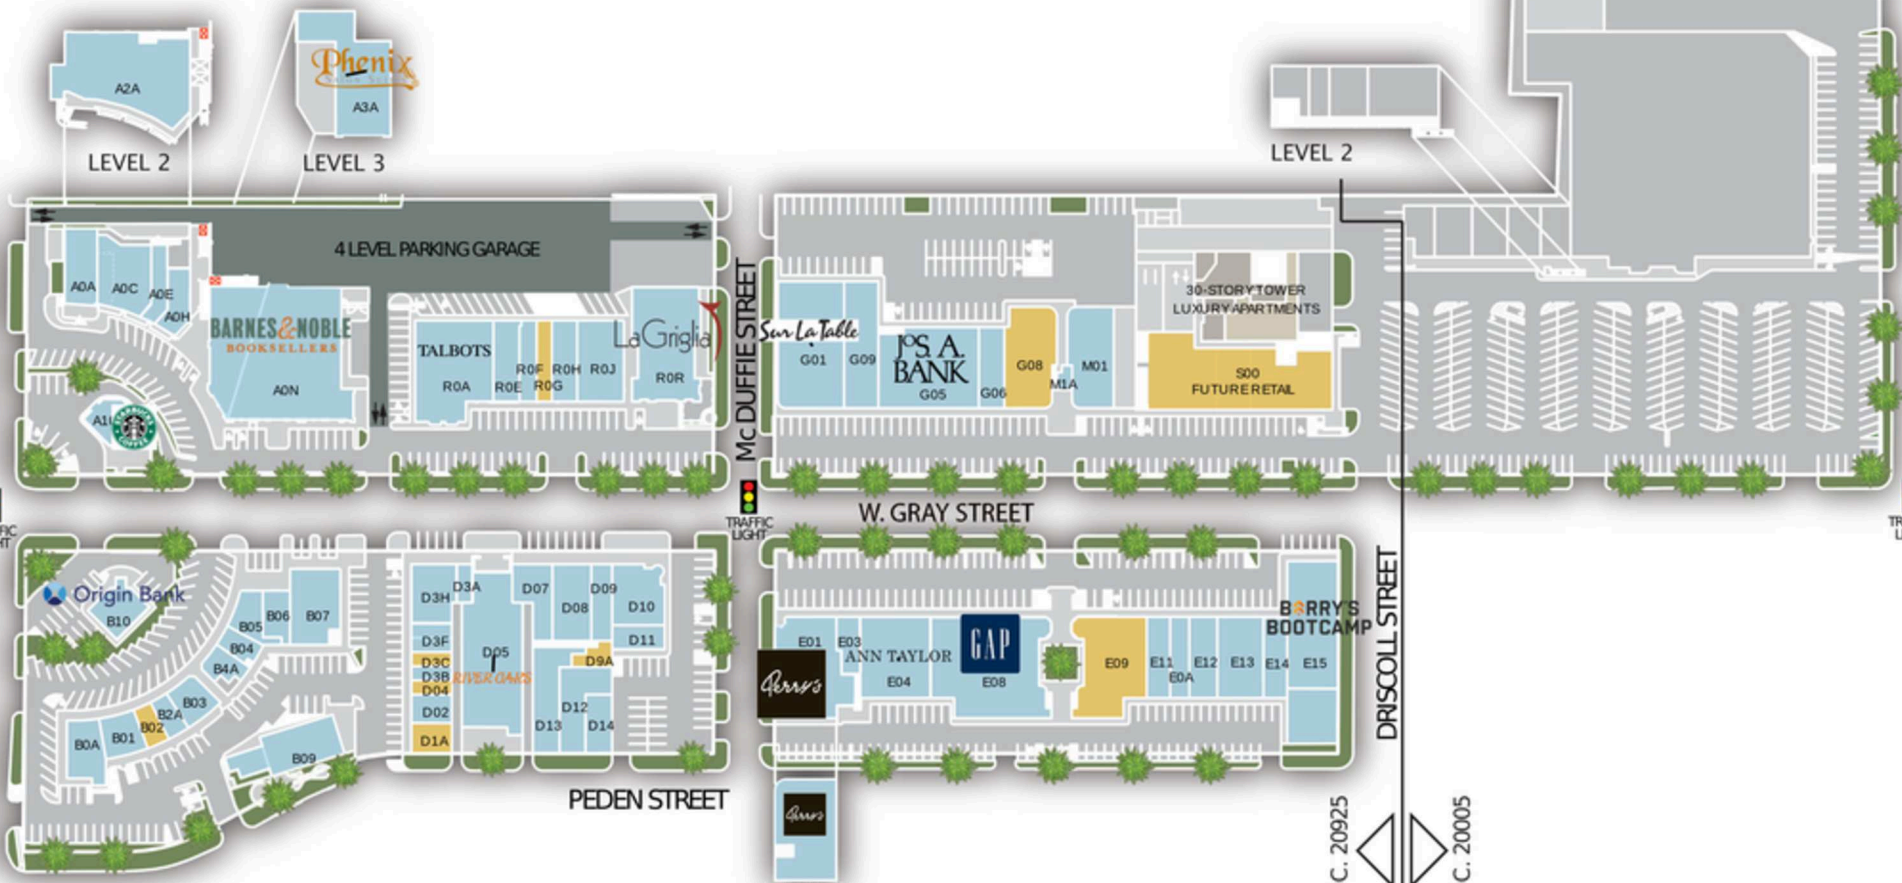 A2A
LEVEL 2
Phenix
A3A
LEVEL 3
LEVEL 2
4 LEVEL PARKING GARAGE
A0A
A0C
A0E
A0H
BARNES&NOBLE
BOOKSELLERS
A0N
STARBUCKS
COFFEE
TALBOTS
R0A
R0E
R0F
R0G
R0H
R0J
LaGriglia
R0R
Mc DUFFIE STREET
Sur La Table
G01
G09
JOS. A.
BANK
G05
G06
G08
M1A
M01
30-STORY TOWER
LUXURY APARTMENTS
S00
FUTURE RETAIL
W. GRAY STREET
TRAFFIC
LIGHT
Origin Bank
B10
B05
B06
B07
B04
B4A
B03
B2A
B02
B01
B0A
B09
D3H
D3A
D3F
D3C
D3B
D04
D02
D1A
D05
RIVER OAKS
D07
D08
D09
D10
D11
D9A
D12
D13
D14
PEDEN STREET
E01
E03
Perry's
ANN TAYLOR
E04
GAP
E08
E09
E11
E0A
E12
E13
E14
E15
BARRY'S
BOOTCAMP
Perry's
DRISCOLL STREET
C. 20925
C. 20005